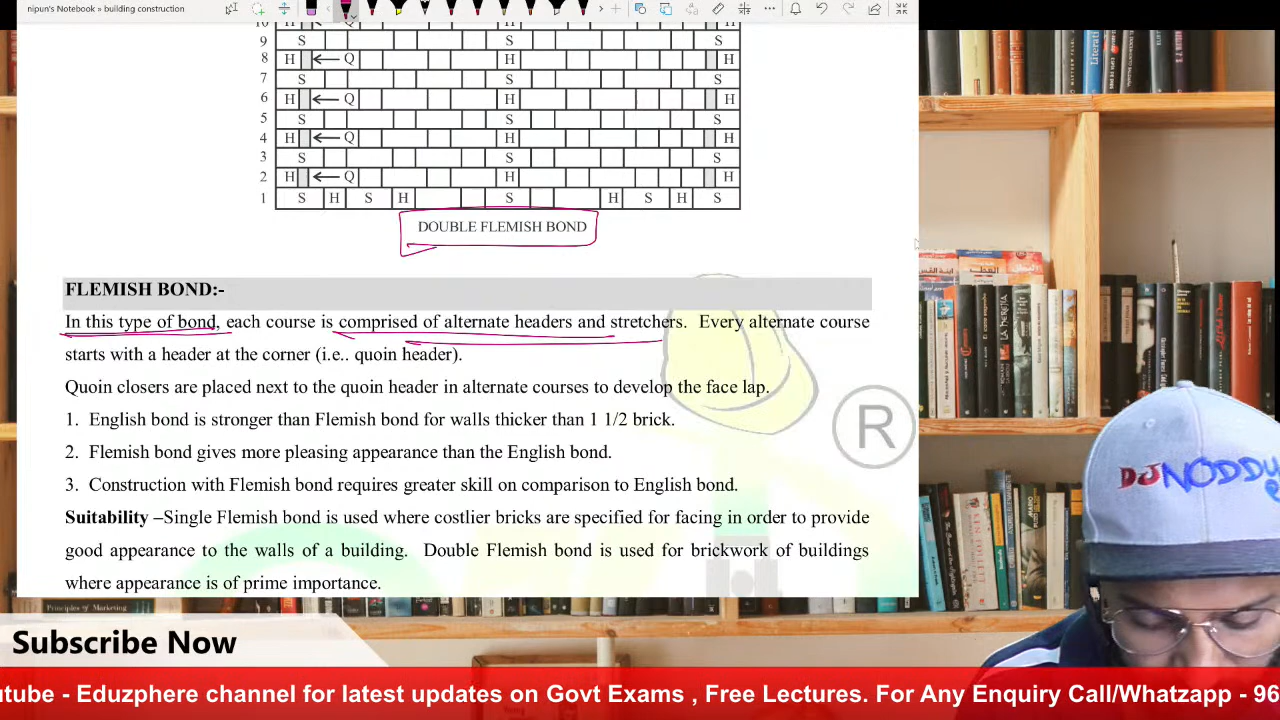 nipun's Notebook » building construction
10 H ← Q H H
9 S S S
8 H ← Q H H
7 S S S
6 H ← Q H H
5 S S S
4 H ← Q H H
3 S S S
2 H ← Q H H
1 S H S H S H S H S
DOUBLE FLEMISH BOND
FLEMISH BOND:-
In this type of bond, each course is comprised of alternate headers and stretchers. Every alternate course
starts with a header at the corner (i.e.. quoin header).
Quoin closers are placed next to the quoin header in alternate courses to develop the face lap.
1. English bond is stronger than Flemish bond for walls thicker than 1 1/2 brick.
2. Flemish bond gives more pleasing appearance than the English bond.
3. Construction with Flemish bond requires greater skill on comparison to English bond.
Suitability –Single Flemish bond is used where costlier bricks are specified for facing in order to provide
good appearance to the walls of a building. Double Flemish bond is used for brickwork of buildings
where appearance is of prime importance.
R
DJ NODDY
Principles of Marketing
Subscribe Now
utube - Eduzphere channel for latest updates on Govt Exams , Free Lectures. For Any Enquiry Call/Whatzapp - 96